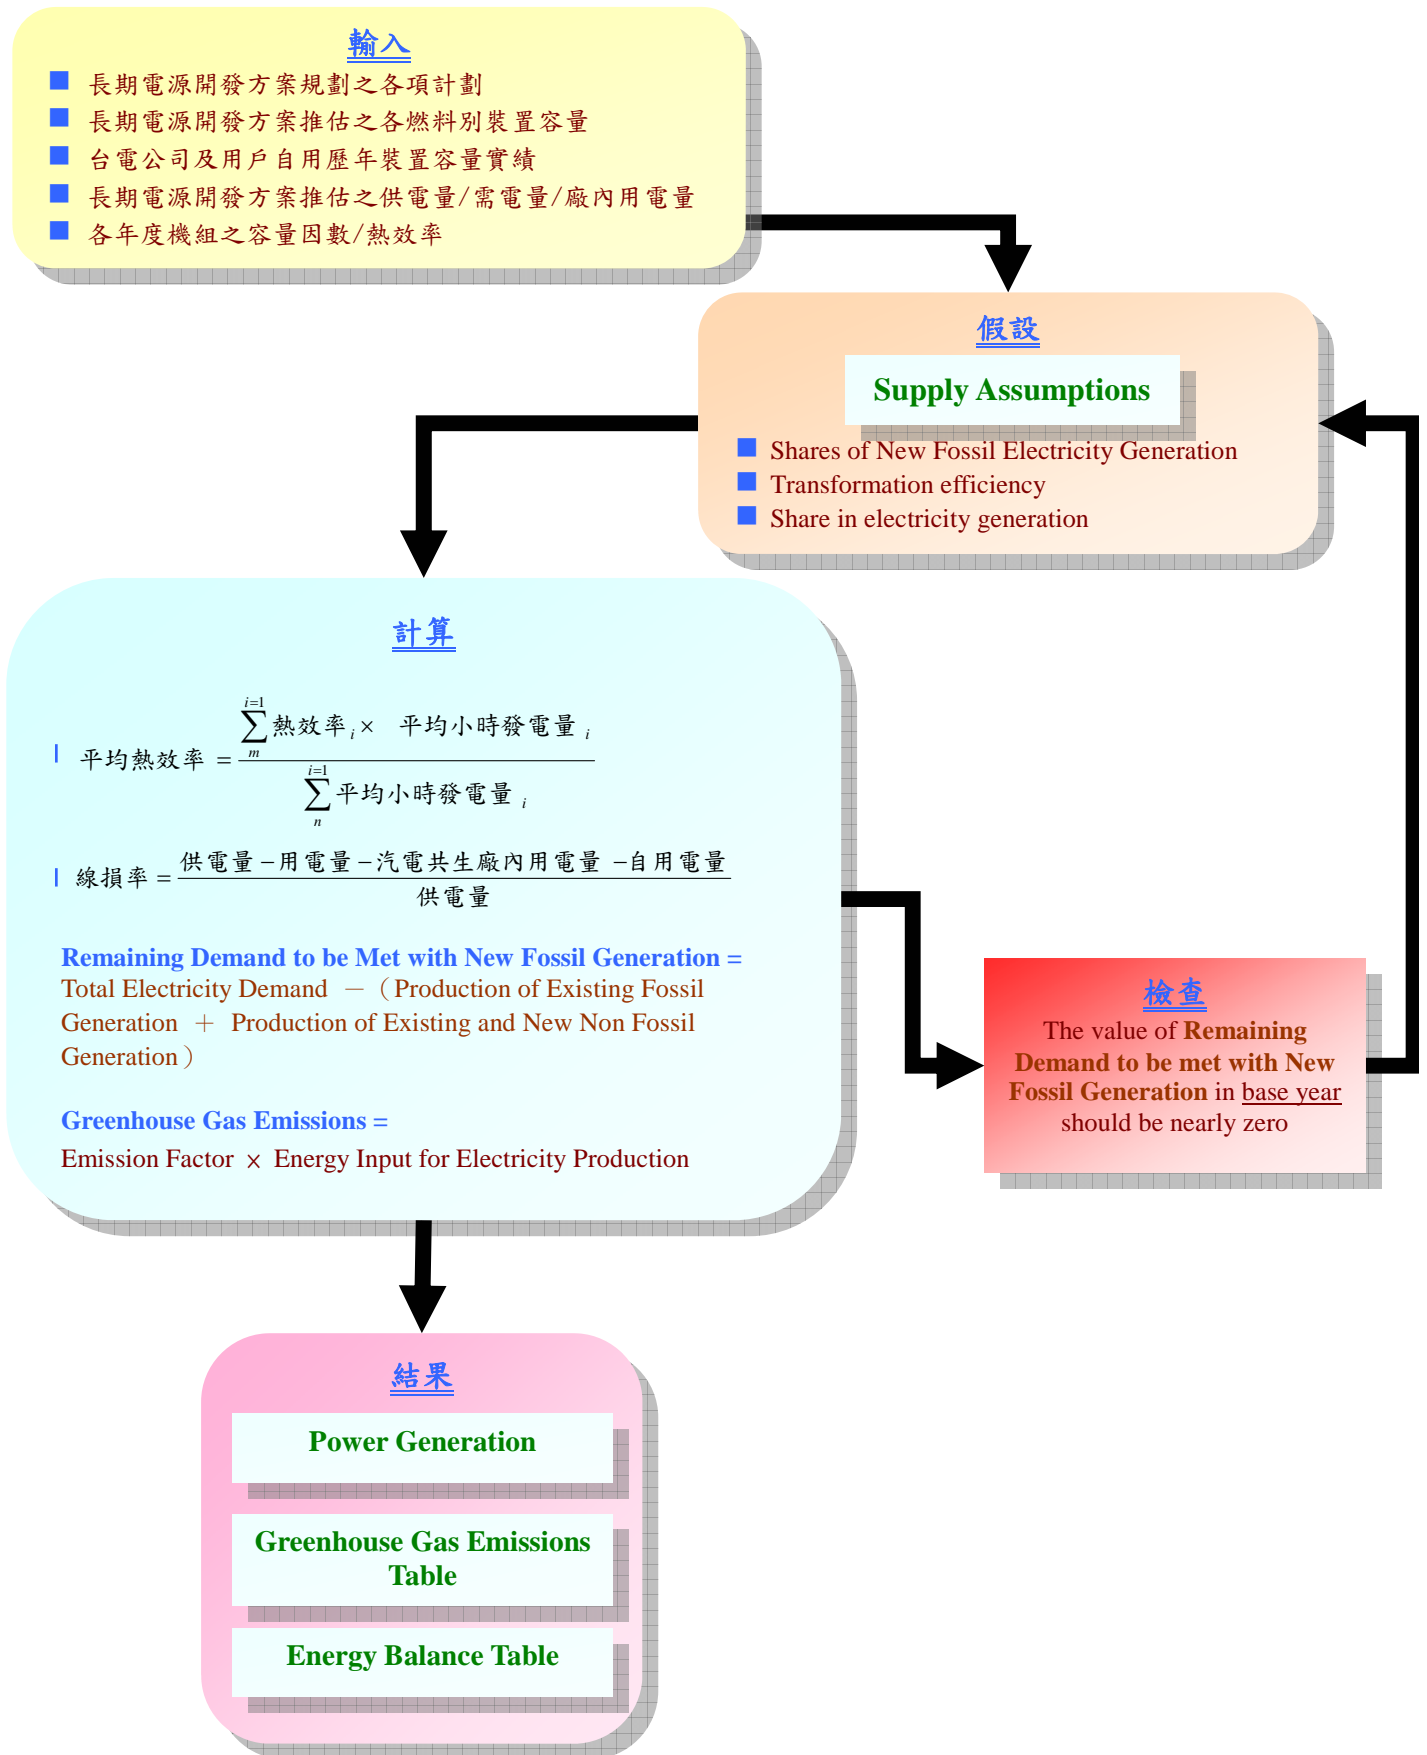 輸入
長期電源開發方案規劃之各項計劃
長期電源開發方案推估之各燃料別裝置容量
台電公司及用戶自用歷年裝置容量實績
長期電源開發方案推估之供電量/需電量/廠內用電量
各年度機組之容量因數/熱效率
假設
Supply Assumptions
Shares of New Fossil Electricity Generation
Transformation efficiency
Share in electricity generation
計算
i=1
∑熱效率 i × 平均小時發電量 i
m
平均熱效率 =
i=1
∑平均小時發電量 i
n
供電量 −用電量 −汽電共生廠內用電量 −自用電量
線損率 =
供電量
Remaining Demand to be Met with New Fossil Generation =
Total Electricity Demand －（Production of Existing Fossil
Generation ＋ Production of Existing and New Non Fossil
Generation）
Greenhouse Gas Emissions =
Emission Factor × Energy Input for Electricity Production
檢查
The value of Remaining
Demand to be met with New
Fossil Generation in base year
should be nearly zero
結果
Power Generation
Greenhouse Gas Emissions
Table
Energy Balance Table